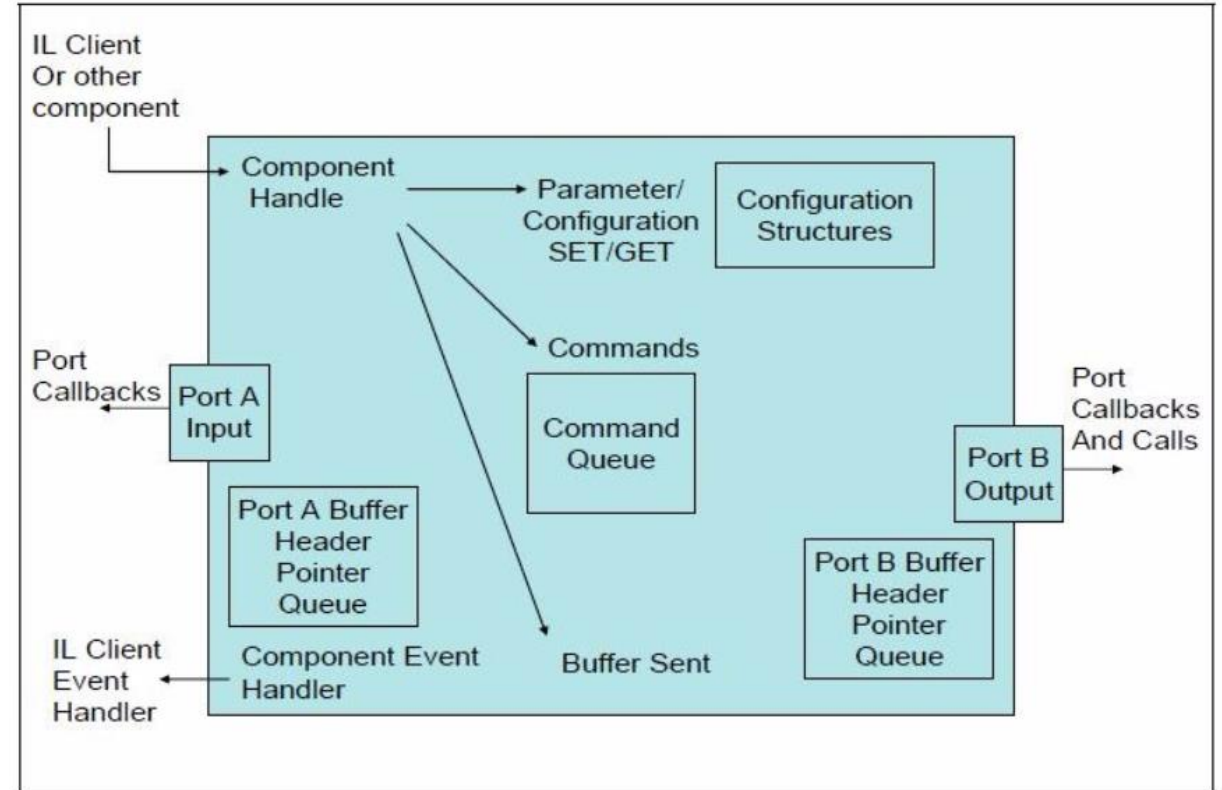 IL Client
Or other
component
Component
Handle
Parameter/
Configuration
SET/GET
Configuration
Structures
Commands
Command
Queue
Port
Callbacks
Port A
Input
Port
Callbacks
And Calls
Port B
Output
Port A Buffer
Header
Pointer
Queue
Port B Buffer
Header
Pointer
Queue
IL Client
Event
Handler
Component Event
Handler
Buffer Sent